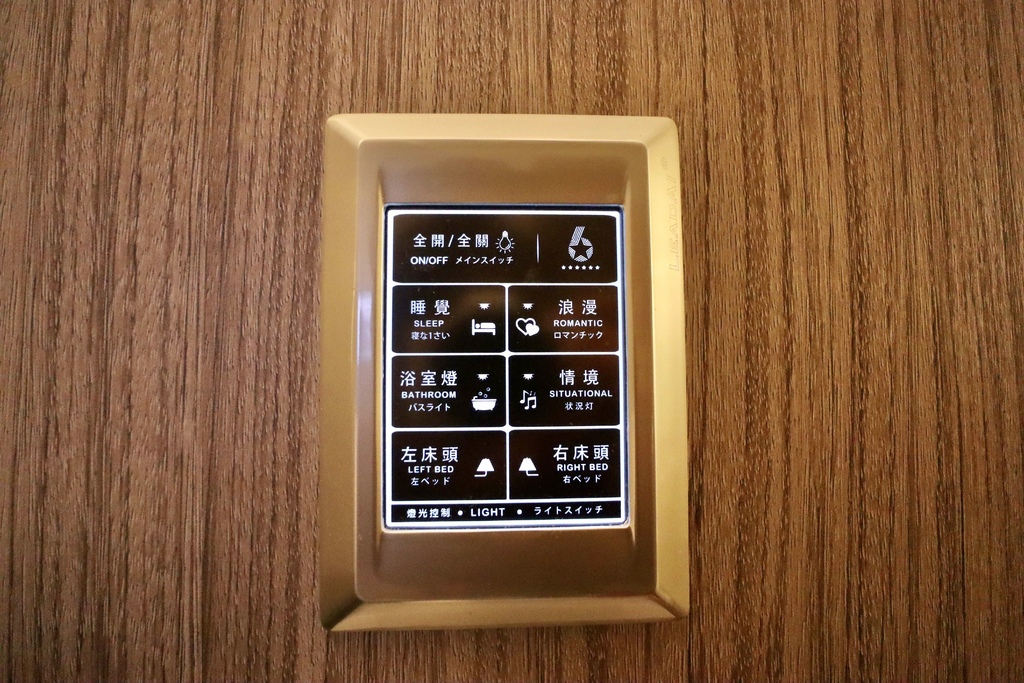 全開/全關
ON/OFF メインスイッチ
6
睡覺
SLEEP
寝な1さい
浪漫
ROMANTIC
ロマンチック
浴室燈
BATHROOM
バスライト
情境
SITUATIONAL
状況灯
左床頭
LEFT BED
左ベッド
右床頭
RIGHT BED
右ベッド
燈光控制 • LIGHT • ライトスイッチ